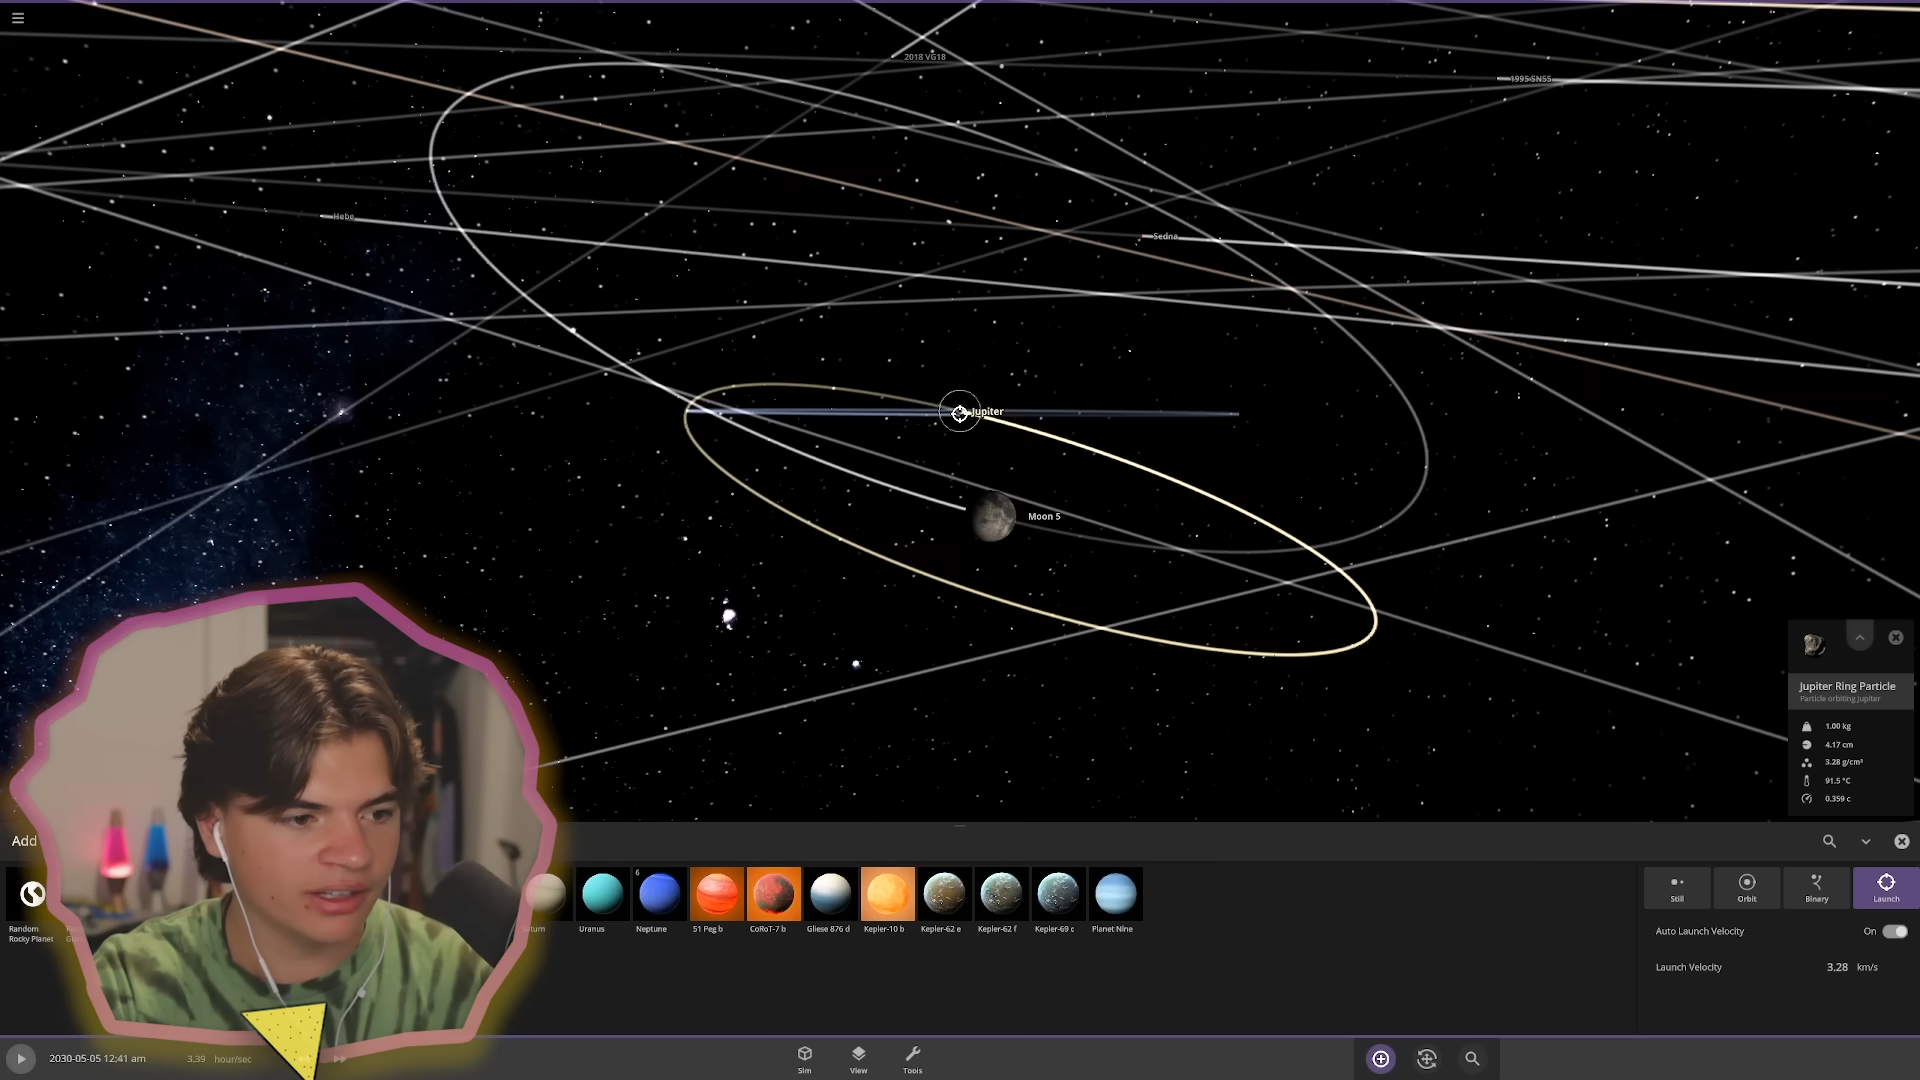 2018 VG18
1995 SN55
Hebe
Sedna
Jupiter
Moon 5
Jupiter Ring Particle
Particle orbiting Jupiter
1.00 kg
4.17 cm
3.28 g/cm³
91.5 °C
0.359 c
Add
Random
Rocky Planet
Saturn
Uranus
6
Neptune
51 Peg b
CoRoT-7 b
Gliese 876 d
Kepler-10 b
Kepler-62 e
Kepler-62 f
Kepler-69 c
Planet Nine
Still
Orbit
Binary
Launch
Auto Launch Velocity
On
Launch Velocity
3.28 km/s
2030-05-05 12:41 am
3.39 hour/sec
Sim
View
Tools